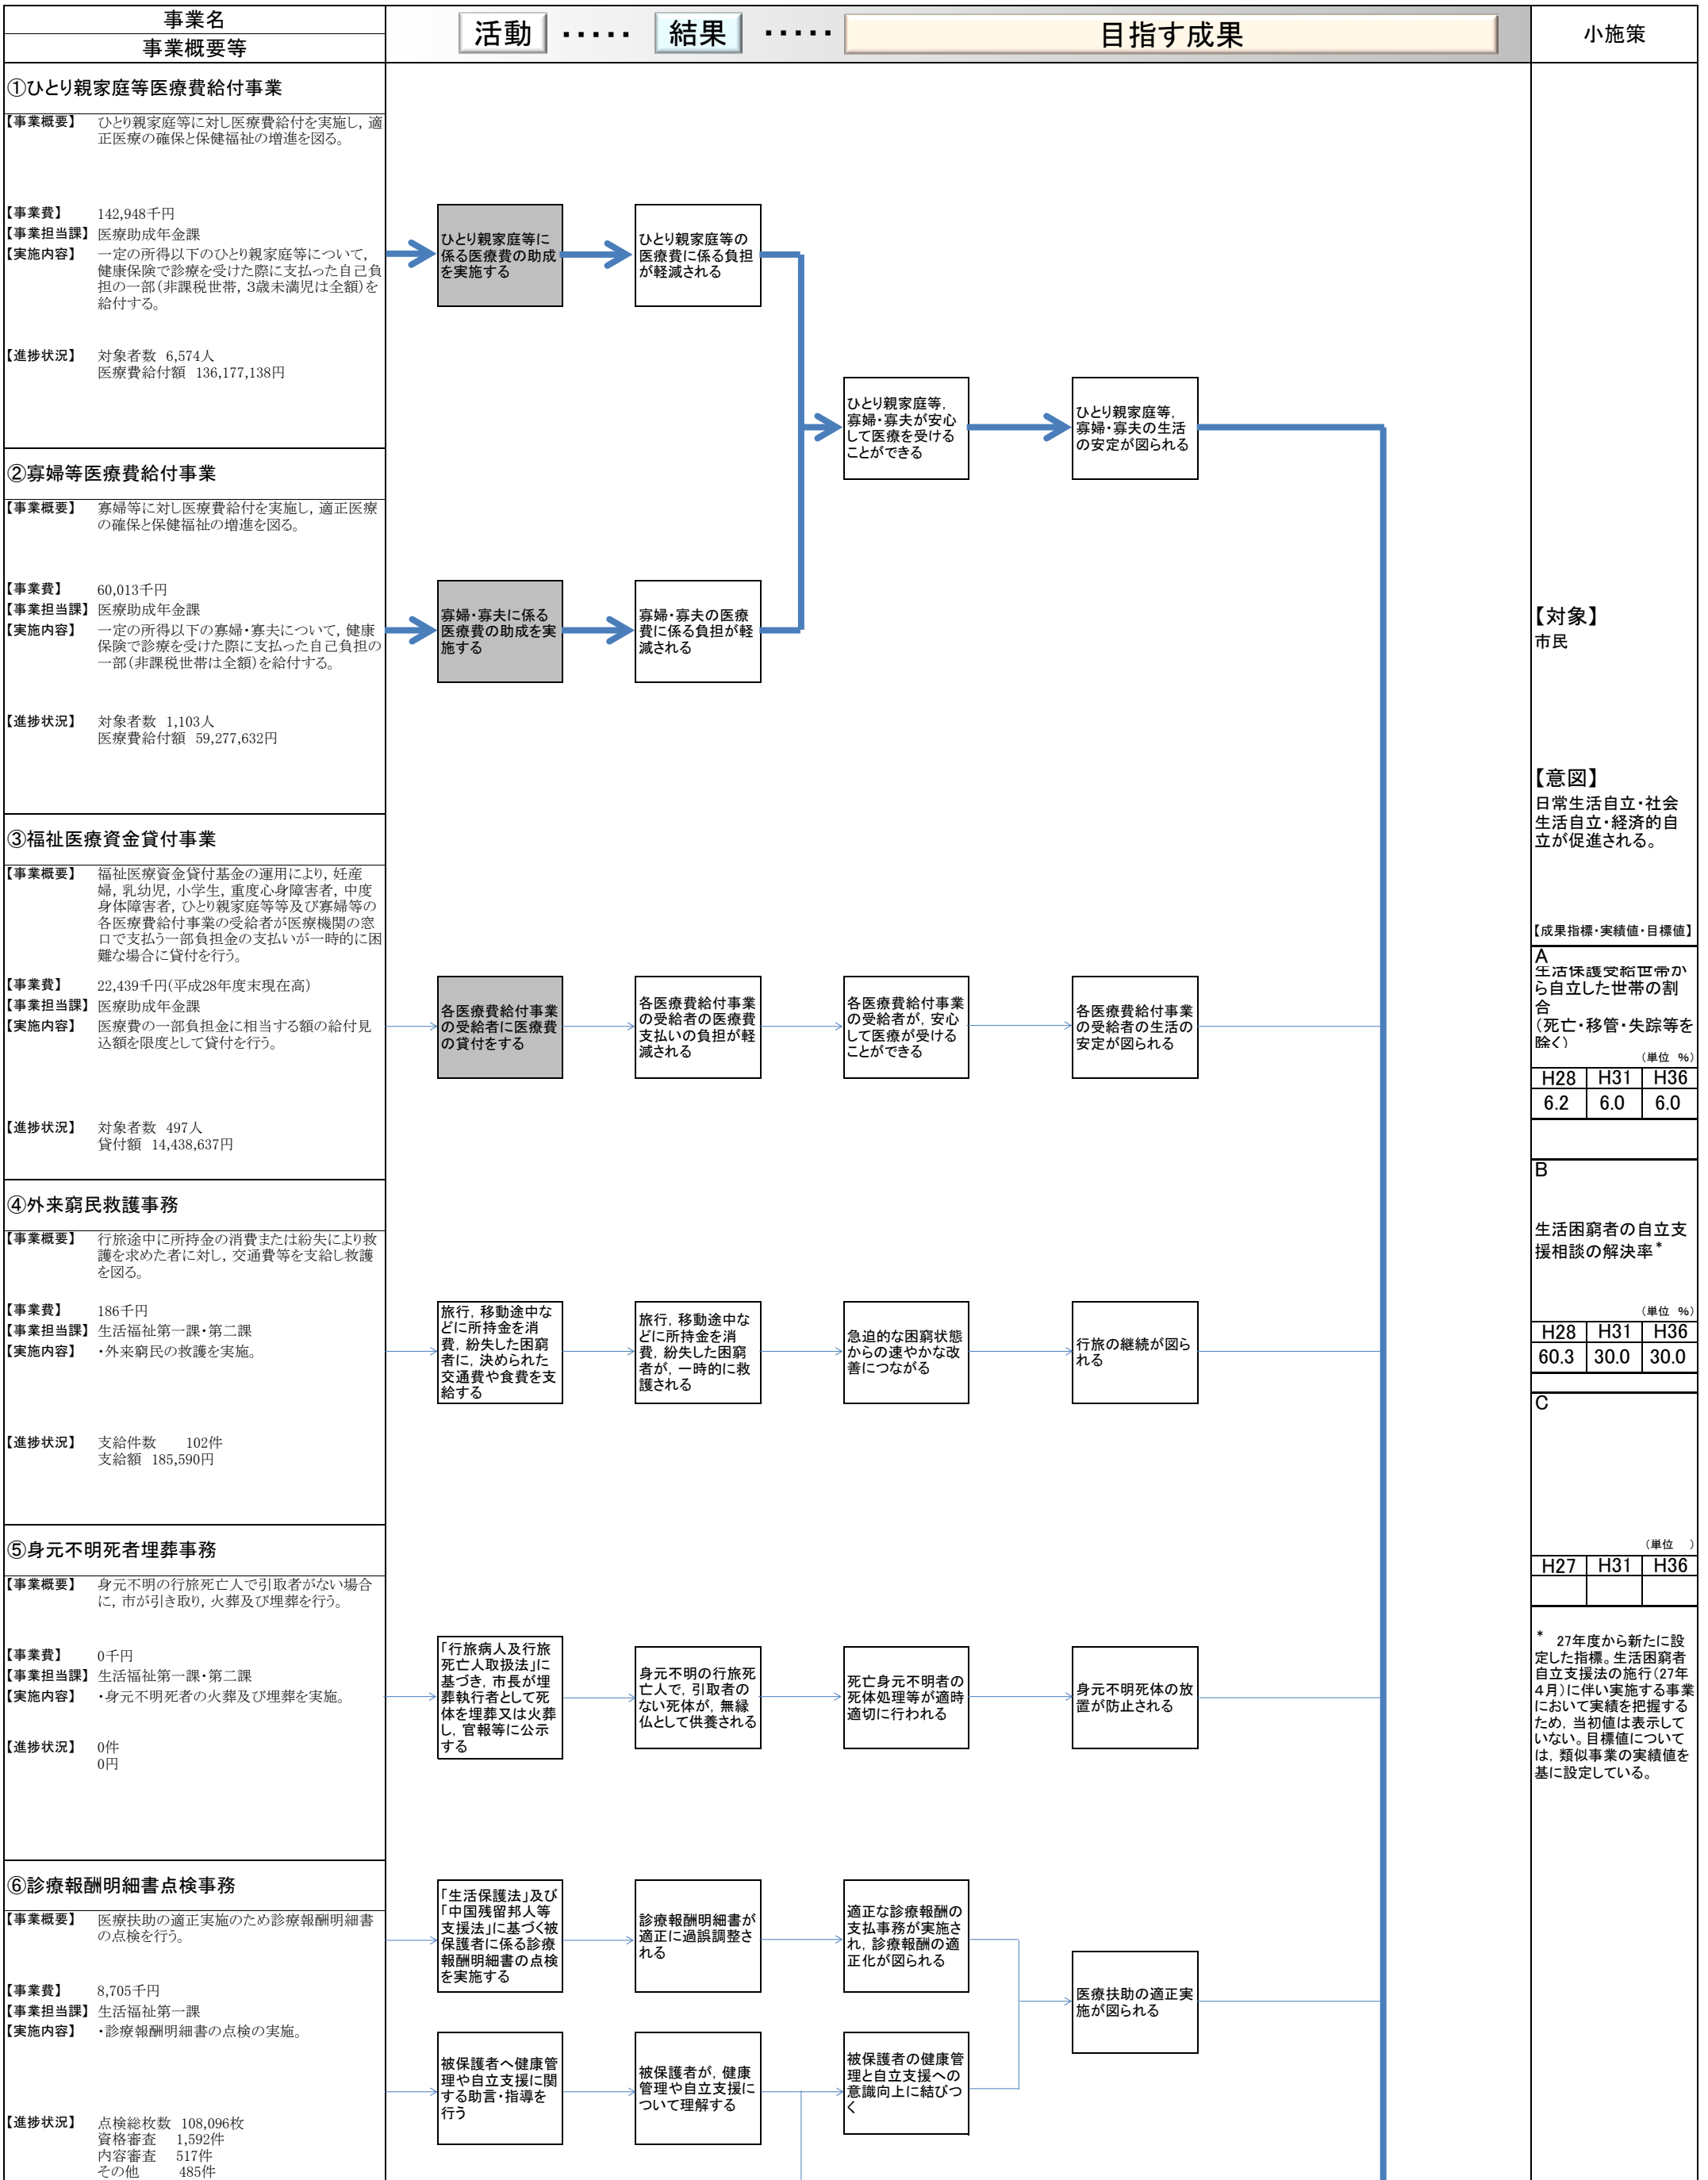 事業名
事業概要等
活動 ・・・・・ 結果 ・・・・・ 目指す成果
小施策
①ひとり親家庭等医療費給付事業
【事業概要】 ひとり親家庭等に対し医療費給付を実施し，適
正医療の確保と保健福祉の増進を図る。
【事業費】 142,948千円
【事業担当課】 医療助成年金課
【実施内容】 一定の所得以下のひとり親家庭等について，
健康保険で診療を受けた際に支払った自己負
担の一部（非課税世帯，3歳未満児は全額）を
給付する。
【進捗状況】 対象者数 6,574人
医療費給付額 136,177,138円
ひとり親家庭等に
係る医療費の助成
を実施する
ひとり親家庭等の
医療費に係る負担
が軽減される
ひとり親家庭等，
寡婦・寡夫が安心
して医療を受ける
ことができる
ひとり親家庭等，
寡婦・寡夫の生活
の安定が図られる
②寡婦等医療費給付事業
【事業概要】 寡婦等に対し医療費給付を実施し，適正医療
の確保と保健福祉の増進を図る。
【事業費】 60,013千円
【事業担当課】 医療助成年金課
【実施内容】 一定の所得以下の寡婦・寡夫について，健康
保険で診療を受けた際に支払った自己負担の
一部（非課税世帯は全額）を給付する。
【進捗状況】 対象者数 1,103人
医療費給付額 59,277,632円
寡婦・寡夫に係る
医療費の助成を実
施する
寡婦・寡夫の医療
費に係る負担が軽
減される
③福祉医療資金貸付事業
【事業概要】 福祉医療資金貸付基金の運用により，妊産
婦，乳幼児，小学生，重度心身障害者，中度
身体障害者，ひとり親家庭等等及び寡婦等の
各医療費給付事業の受給者が医療機関の窓
口で支払う一部負担金の支払いが一時的に困
難な場合に貸付を行う。
【事業費】 22,439千円（平成28年度末現在高）
【事業担当課】 医療助成年金課
【実施内容】 医療費の一部負担金に相当する額の給付見
込額を限度として貸付を行う。
【進捗状況】 対象者数 497人
貸付額 14,438,637円
各医療費給付事業
の受給者に医療費
の貸付をする
各医療費給付事業
の受給者の医療費
支払いの負担が軽
減される
各医療費給付事業
の受給者が，安心
して医療が受ける
ことができる
各医療費給付事業
の受給者の生活の
安定が図られる
④外来窮民救護事務
【事業概要】 行旅途中に所持金の消費または紛失により救
護を求めた者に対し，交通費等を支給し救護
を図る。
【事業費】 186千円
【事業担当課】 生活福祉第一課・第二課
【実施内容】 ・外来窮民の救護を実施。
【進捗状況】 支給件数 102件
支給額 185,590円
旅行，移動途中な
どに所持金を消
費，紛失した困窮
者に，決められた
交通費や食費を支
給する
旅行，移動途中な
どに所持金を消
費，紛失した困窮
者が，一時的に救
護される
急迫的な困窮状態
からの速やかな改
善につながる
行旅の継続が図ら
れる
⑤身元不明死者埋葬事務
【事業概要】 身元不明の行旅死亡人で引取者がない場合
に，市が引き取り，火葬及び埋葬を行う。
【事業費】 0千円
【事業担当課】 生活福祉第一課・第二課
【実施内容】 ・身元不明死者の火葬及び埋葬を実施。
【進捗状況】 0件
0円
「行旅病人及行旅
死亡人取扱法」に
基づき，市長が埋
葬執行者として死
体を埋葬又は火葬
し，官報等に公示
する
身元不明の行旅死
亡人で，引取者の
ない死体が，無縁
仏として供養される
死亡身元不明者の
死体処理等が適時
適切に行われる
身元不明死体の放
置が防止される
⑥診療報酬明細書点検事務
【事業概要】 医療扶助の適正実施のため診療報酬明細書
の点検を行う。
【事業費】 8,705千円
【事業担当課】 生活福祉第一課
【実施内容】 ・診療報酬明細書の点検の実施。
【進捗状況】 点検総枚数 108,096枚
資格審査 1,592件
内容審査 517件
その他 485件
「生活保護法」及び
「中国残留邦人等
支援法」に基づく被
保護者に係る診療
報酬明細書の点検
を実施する
診療報酬明細書が
適正に過誤調整さ
れる
適正な診療報酬の
支払事務が実施さ
れ，診療報酬の適
正化が図られる
医療扶助の適正実
施が図られる
被保護者へ健康管
理や自立支援に関
する助言・指導を
行う
被保護者が，健康
管理や自立支援に
ついて理解する
被保護者の健康管
理と自立支援への
意識向上に結びつ
く
【対象】
市民
【意図】
日常生活自立・社会
生活自立・経済的自
立が促進される。
【成果指標・実績値・目標値】
A
生活保護受給世帯か
ら自立した世帯の割
合
（死亡・移管・失踪等を
除く）
（単位 ％）
H28 H31 H36
6.2 6.0 6.0
B
生活困窮者の自立支
援相談の解決率*
（単位 ％）
H28 H31 H36
60.3 30.0 30.0
C
（単位 ）
H27 H31 H36
* 27年度から新たに設
定した指標。生活困窮者
自立支援法の施行（27年
4月）に伴い実施する事業
において実績を把握する
ため，当初値は表示して
いない。目標値について
は，類似事業の実績値を
基に設定している。